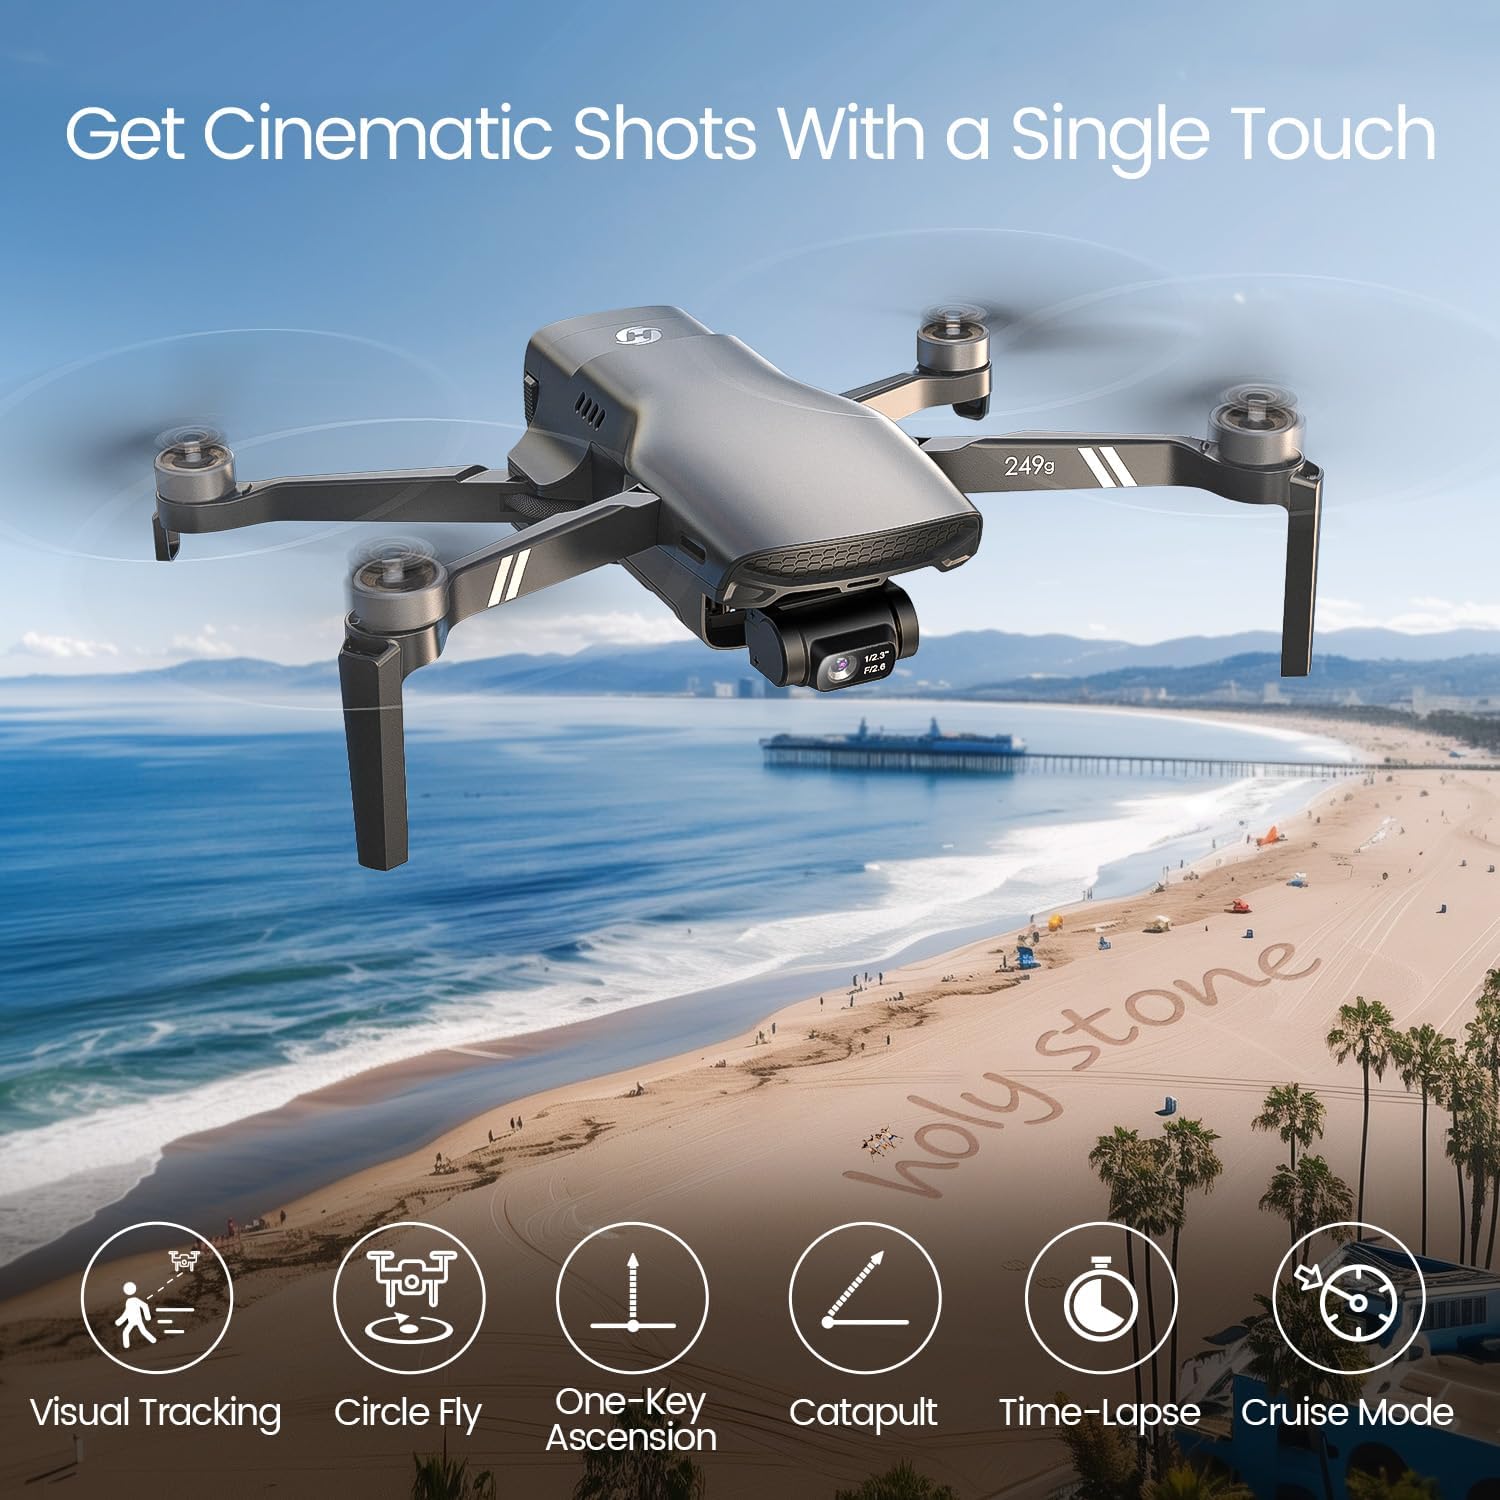 Get Cinematic Shots With a Single Touch
249g
1/2.3"
F/2.6
holy stone
Visual Tracking
Circle Fly
One-Key
Ascension
Catapult
Time-Lapse
Cruise Mode